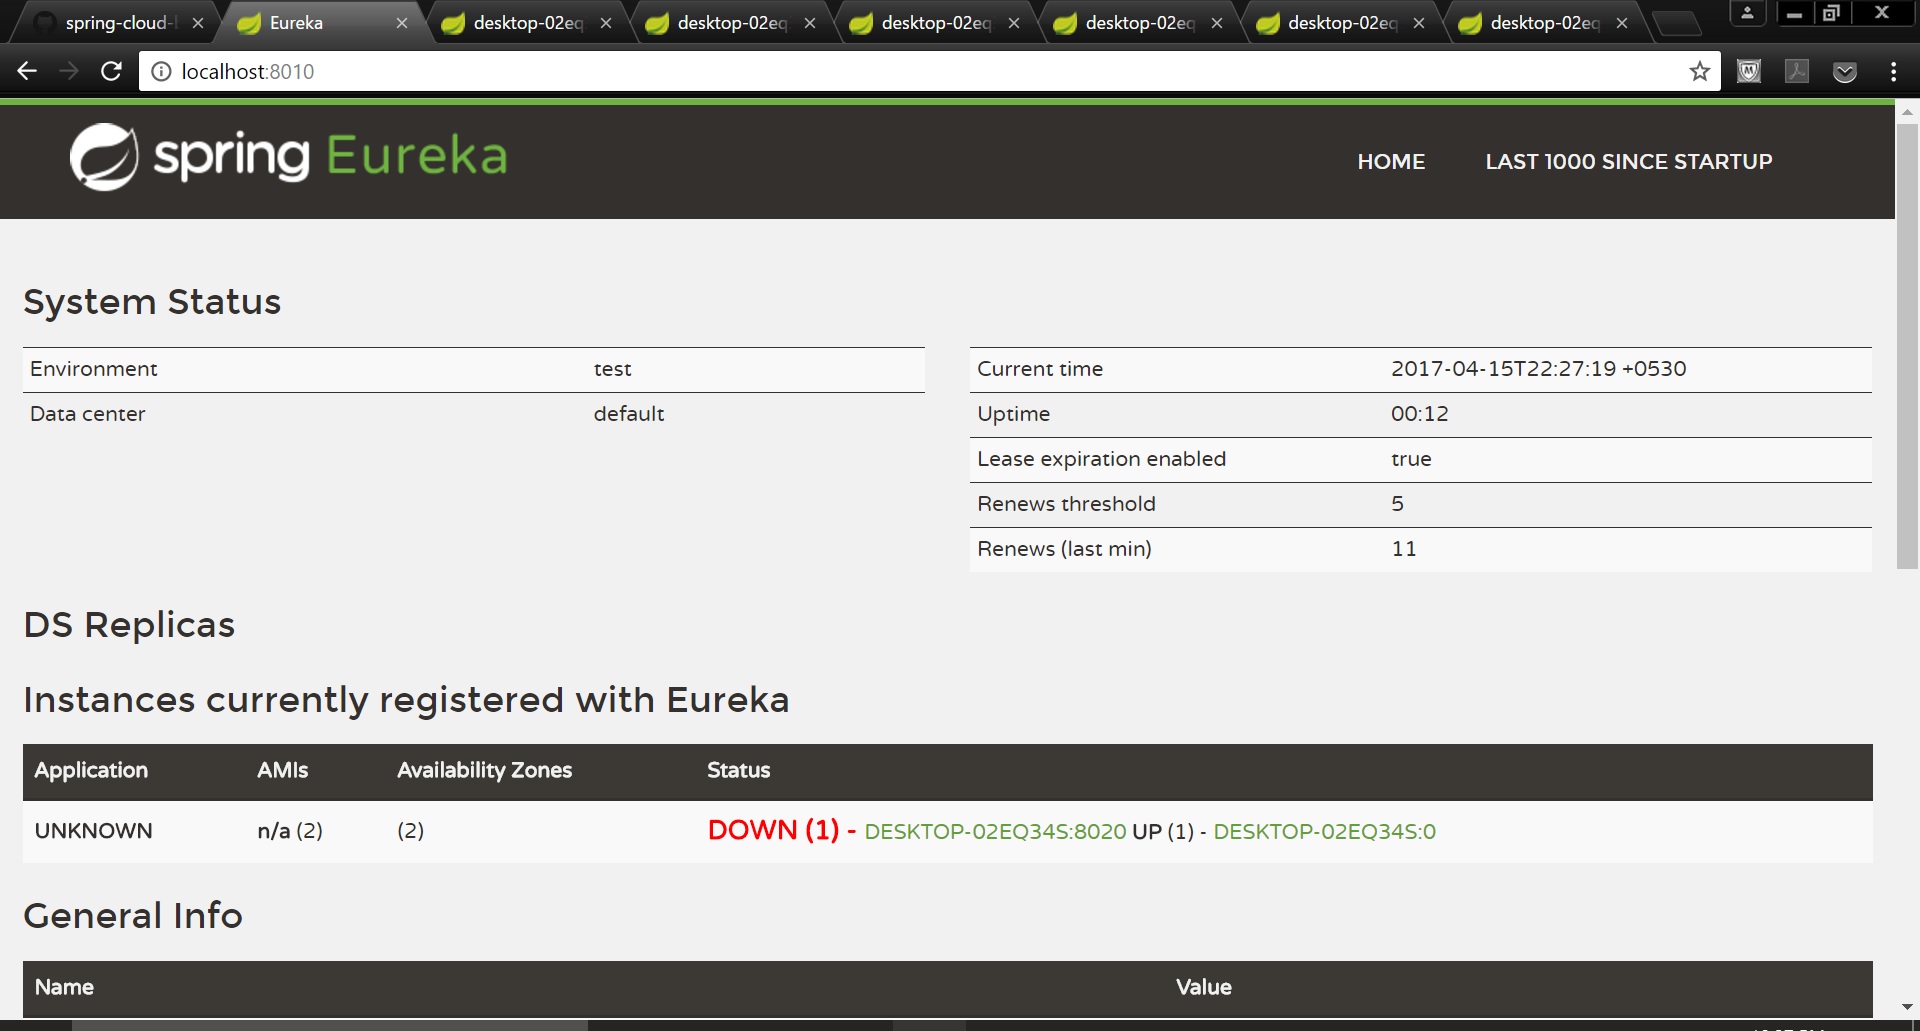 spring-cloud-
Eureka
desktop-02eq
desktop-02eq
desktop-02eq
desktop-02eq
desktop-02eq
desktop-02eq
localhost:8010
spring Eureka
HOME LAST 1000 SINCE STARTUP
System Status
Environment test
Data center default
Current time 2017-04-15T22:27:19 +0530
Uptime 00:12
Lease expiration enabled true
Renews threshold 5
Renews (last min) 11
DS Replicas
Instances currently registered with Eureka
Application AMIs Availability Zones Status
UNKNOWN n/a (2) (2) DOWN (1) - DESKTOP-02EQ34S:8020 UP (1) - DESKTOP-02EQ34S:0
General Info
Name Value